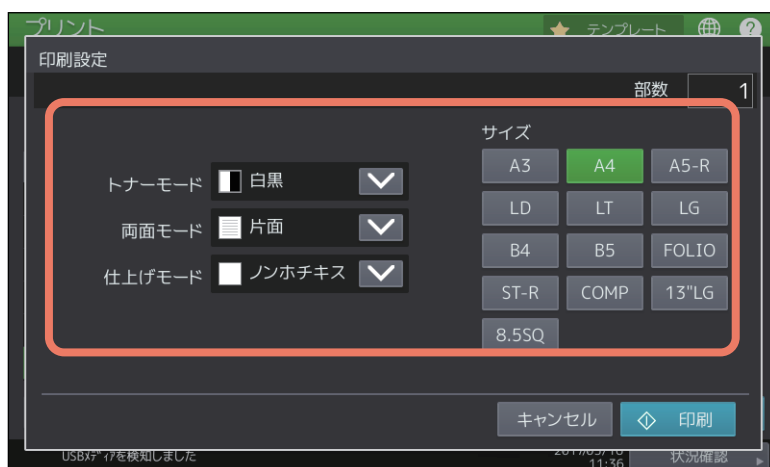 プリント
テンプレート
?
印刷設定
部数 1
サイズ
トナーモード 白黒
両面モード 片面
仕上げモード ノンホチキス
A3 A4 A5-R
LD LT LG
B4 B5 FOLIO
ST-R COMP 13"LG
8.5SQ
キャンセル 印刷
USBﾒﾃﾞｨｱを検知しました
11:36
状況確認